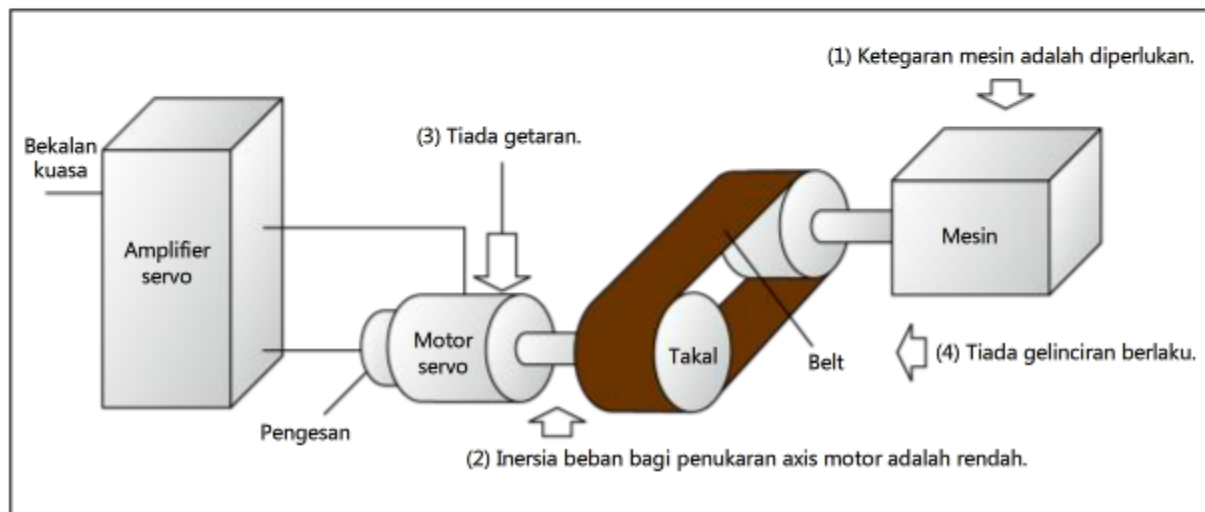 (1) Ketegaran mesin adalah diperlukan.
(3) Tiada getaran.
Bekalan
kuasa
Amplifier
servo
Mesin
Motor
servo
Takal
Belt
(4) Tiada gelinciran berlaku.
Pengesan
(2) Inersia beban bagi penukaran axis motor adalah rendah.